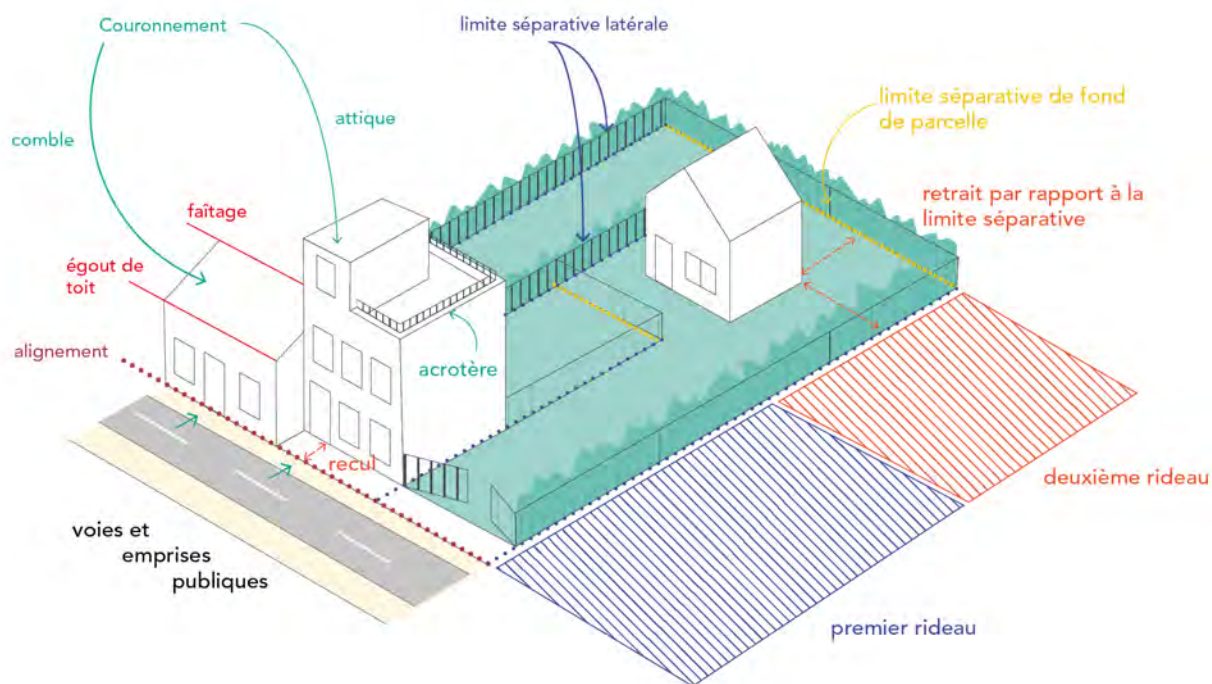 Couronnement
limite séparative latérale
limite séparative de fond
de parcelle
attique
comble
retrait par rapport à la
limite séparative
faîtage
égout de
toit
alignement
acrotère
recul
deuxième rideau
voies et
emprises
publiques
premier rideau